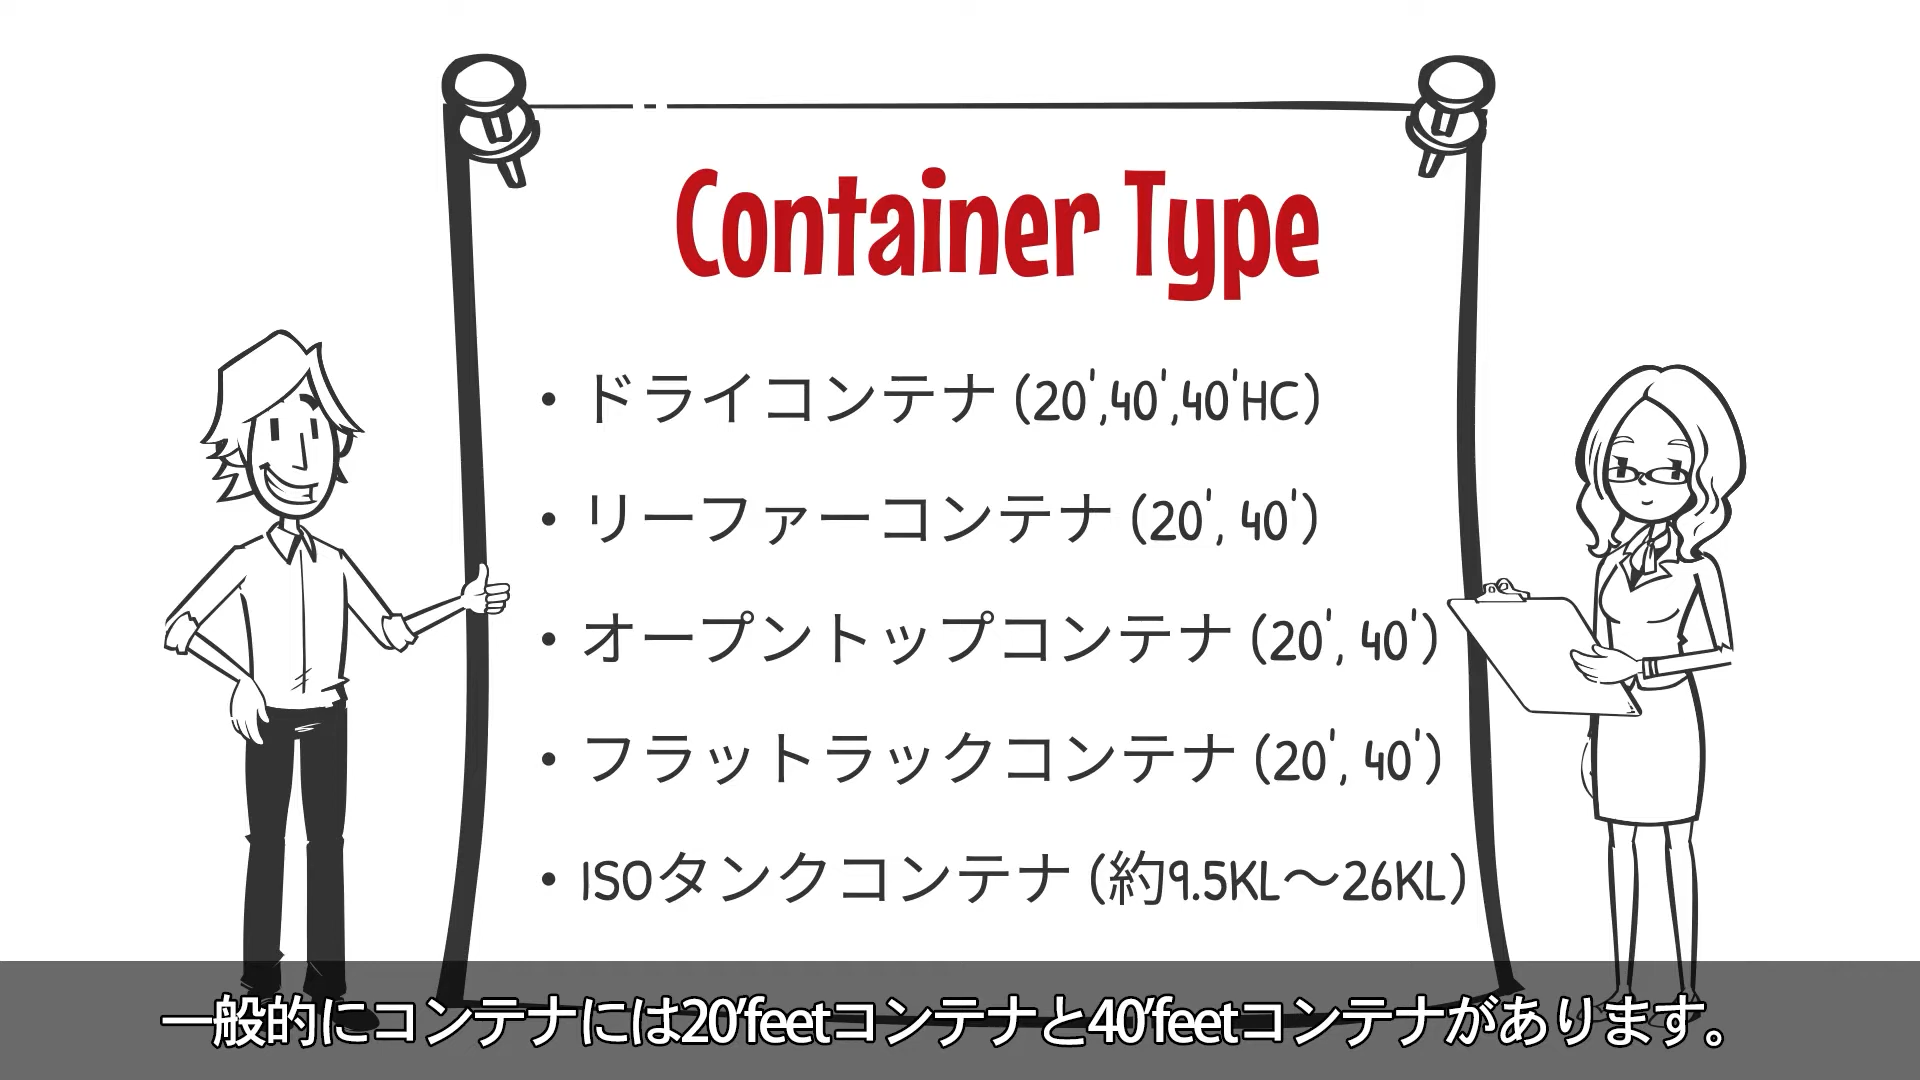 Container Type
• ドライコンテナ (20',40',40'HC)
• リーファーコンテナ (20', 40')
• オープントップコンテナ (20', 40')
• フラットラックコンテナ (20', 40')
• ISOタンクコンテナ (約9.5KL～26KL)
一般的にコンテナには20'feetコンテナと40'feetコンテナがあります。